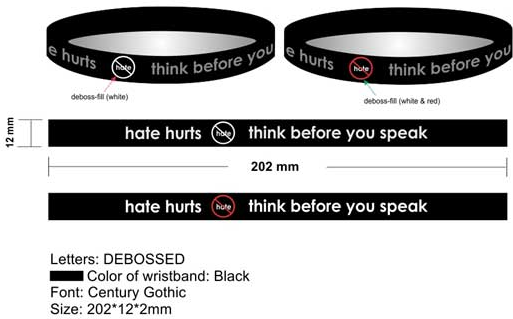 e hurts hate think before you
e hurts hate think before you
deboss-fill (white)
deboss-fill (white & red)
12 mm
hate hurts hate think before you speak
202 mm
hate hurts hate think before you speak
Letters: DEBOSSED
Color of wristband: Black
Font: Century Gothic
Size: 202*12*2mm